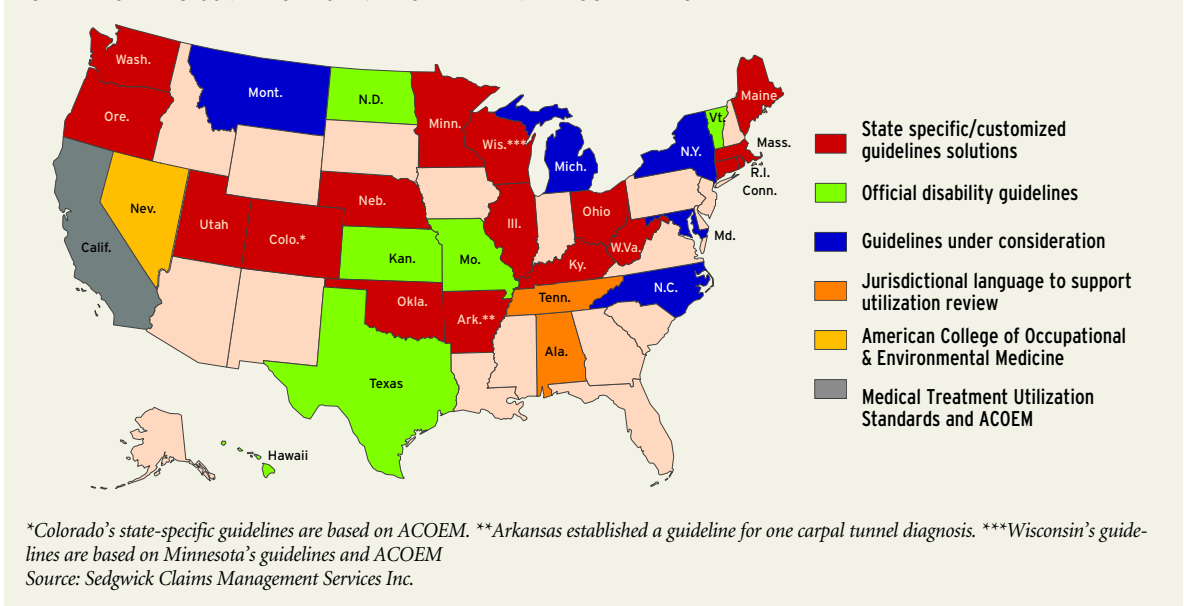 Wash.
Mont.
N.D.
Ore.
Minn.
Maine
Vt.
Wis.***
Mass.
N.Y.
Mich.
R.I.
Conn.
Nev.
Neb.
Utah
Colo.*
Ill.
Ohio
W.Va.
Md.
Calif.
Kan.
Mo.
Ky.
N.C.
Okla.
Tenn.
Ark.**
Ala.
Texas
Hawaii
State specific/customized
guidelines solutions
Official disability guidelines
Guidelines under consideration
Jurisdictional language to support
utilization review
American College of Occupational
& Environmental Medicine
Medical Treatment Utilization
Standards and ACOEM
*Colorado's state-specific guidelines are based on ACOEM. **Arkansas established a guideline for one carpal tunnel diagnosis. ***Wisconsin's guide-
lines are based on Minnesota's guidelines and ACOEM
Source: Sedgwick Claims Management Services Inc.